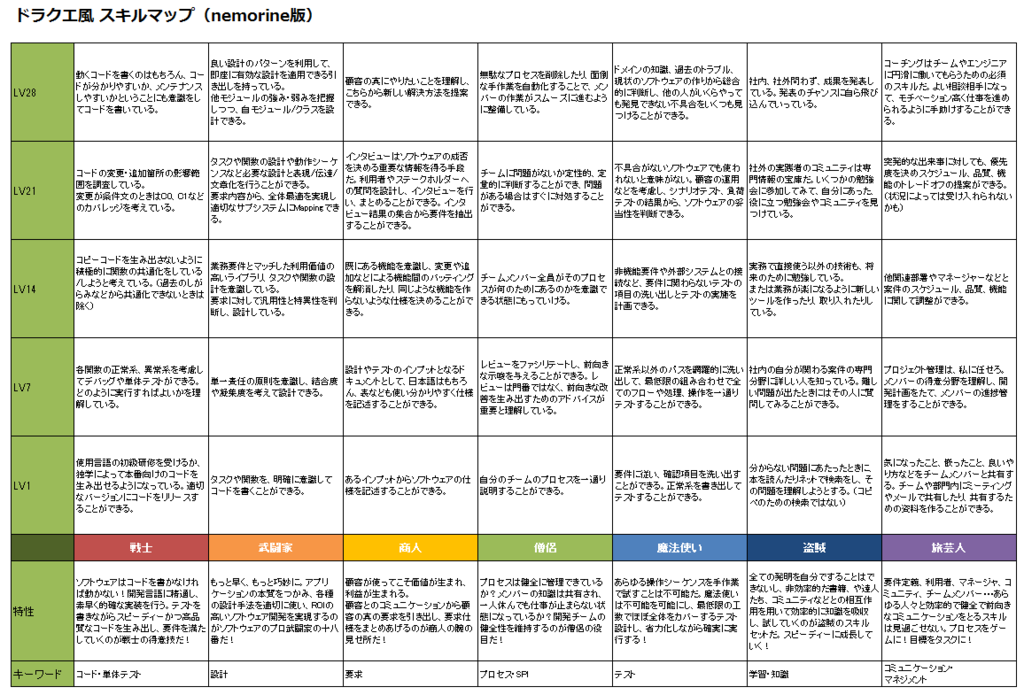 ドラクエ風 スキルマップ（nemorine版）
LV28
動くコードを書くのはもちろん、コー
ドが分かりやすいか、メンテナンス
しやすいかということにも意識をし
てコードを書いている。
良い設計のパターンを利用して、
即座に有効な設計を適用できる引
き出しを持っている。
他モジュールの強み・弱みを把握
しつつ、自モジュール/クラスを設
計できる。
顧客の真にやりたいことを理解し、
こちらから新しい解決方法を提案
できる。
無駄なプロセスを削除したり、面倒
な手作業を自動化することで、メン
バーの作業がスムーズに進むよう
に整備している。
ドメインの知識、過去のトラブル、
現状のソフトウェアの作りから総合
的に判断し、他の人がいくらやって
も発見できない不具合をいくつも見
つけることができる。
社内、社外問わず、成果を発表し
ている。発表のチャンスに自ら飛び
込んでいっている。
コーチングはチームやエンジニア
に円滑に働いてもらうための必須
のスキルだ。よい相談相手になっ
て、モチベーション高く仕事を進め
られるように手助けすることができ
る。
LV21
コードの変更・追加箇所の影響範
囲を調査している。
変更が条件文のときはC0、C1など
のカバレッジを考えている。
タスクや関数の設計や動作シーケ
ンスなど必要な設計と表現/伝達/
文章化を行うことができる。
要求内容から、全体最適を実現し
適切なサブシステムにMappingでき
る。
インタビューはソフトウェアの成否
を決める重要な情報を得る手段
だ。利用者やステークホルダーへ
の質問を設計し、インタビューを行
い、まとめることができる。インタ
ビュー結果の集合から要件を抽出
することができる。
チームに問題がないか定性的、定
量的に判断することができ、問題
がある場合はすぐに対処すること
ができる。
不具合がないソフトウェアでも使わ
れないと意味がない。顧客の運用
などを考慮し、シナリオテスト、負荷
テストの結果から、ソフトウェアの妥
当性を判断できる。
社外の実践者のコミュニティは専
門情報の宝庫だ。いくつかの勉強
会に参加してみて、自分にあった、
役に立つ勉強会やコミュニティを見
つけている。
突発的な出来事に対しても、優先
度を決めスケジュール、品質、機
能のトレードオフの提案ができる。
（状況によっては受け入れられない
かも）
LV14
コピーコードを生み出さないように
積極的に関数の共通化をしている
/しようと考えている。（過去のしが
らみなどから共通化できないときは
除く）
業務要件とマッチした利用価値の
高いライブラリ、タスクや関数の設
計を意識している。
要求に対して汎用性と特異性を判
断し、設計している。
既にある機能を意識し、変更や追
加などによる機能間のバッティング
を解消したり、同じような機能を作
らないような仕様を決めることがで
きる。
チームメンバー全員がそのプロセ
スが何のためにあるのかを意識で
きる状態にもっていける。
非機能要件や外部システムとの接
続など、要件に関わらないテストの
項目の洗い出しとテストの実施を
計画できる。
実務で直接使う以外の技術も、将
来のために勉強している。
または業務が楽になるように新しい
ツールを作ったり、取り入れたりし
ている。
他関連部署やマネージャーなどと
案件のスケジュール、品質、機能
に関して調整ができる。
LV7
各関数の正常系、異常系を考慮し
てデバッグや単体テストができる。
どのように実行すればよいかを理
解している。
単一責任の原則を意識し、結合度
や凝集度を考えて設計できる。
設計やテストのインプットとなるド
キュメントとして、日本語はもちろ
ん、表なども使い分かりやすく仕様
を記述することができる。
レビューをファシリテートし、前向き
な示唆を与えることができる。レ
ビューは門番ではなく、前向きな改
善を生み出すためのアドバイスが
重要と理解している。
正常系以外のパスを網羅的に洗い
出して、最低限の組み合わせで全
てのフローや処理、操作を一通り
テストすることができる。
社内の自分が関わる案件の専門
分野に詳しい人を知っている。難し
い問題が出たときにはその人に質
問してみることができる。
プロジェクト管理は、私に任せろ。
メンバーの得意分野を理解し、開
発計画をたて、メンバーの進捗管
理をすることができる。
LV1
使用言語の初級研修を受けるか、
独学によって本番向けのコードを
生み出せるようになっている。適切
なバージョンにコードをリリースす
ることができる。
タスクや関数を、明確に意識して
コードを書くことができる。
あるインプットからソフトウェアの仕
様を記述することができる。
自分のチームのプロセスを一通り
説明することができる。
要件に従い、確認項目を洗い出す
ことができる。正常系を書き出して
テストすることができる。
分からない問題にあたったときに
本を読んだりネットで検索をし、そ
の問題を理解しようとする。（コピ
ペのための検索ではない）
気になったこと、嵌ったこと、良いや
り方などをチームメンバーと共有す
る。チームや部門内にミーティング
やメールで共有したり、共有するた
めの資料を作ることができる。
戦士
武闘家
商人
僧侶
魔法使い
盗賊
旅芸人
特性
ソフトウェアはコードを書かなけれ
ば動かない！開発言語に精通し、
素早く的確な実装を行う。テストを
書きながらスピーディーかつ高品
質なコードを生み出し、要件を満た
していくのが戦士の得意技だ！
もっと早く、もっと巧妙に。アプリ
ケーションの本質をつかみ、各種
の設計手法を適切に使い、ROIの
高いソフトウェア開発を実現するの
がソフトウェアのプロ武闘家の十八
番だ！
顧客が使ってこそ価値が生まれ、
利益が生まれる。
顧客とのコミュニケーションから顧
客の真の要求を引き出し、要求仕
様をまとめあげるのが商人の腕の
見せ所だ！
プロセスは健全に管理できている
か？メンバーの知識は共有され、
一人休んでも仕事が止まらない状
態になっているか？開発チームの
健全性を維持するのが僧侶の役
目だ！
あらゆる操作シーケンスを手作業
で試すことは不可能だ。魔法使い
は不可能を可能にし、最低限の工
数でほぼ全体をカバーするテスト
設計し、省力化しながら確実に実
行する！
全ての発明を自分ですることはで
きないし、非効率的だ。書籍、や達人
たち、コミュニティなどとの相互作
用を用いて効率的に知識を吸収
し、試していくのが盗賊のスキル
セットだ。スピーディーに成長して
いく！
要件定義、利用者、マネージャ、コ
ミュニティ、チームメンバー・・・あら
ゆる人々と効率的で健全で前向き
なコミュニケーションをとるスキル
は見過ごせない。プロセスをゲー
ムに！目標をタスクに！
キーワード
コード・単体テスト
設計
要求
プロセス・SPI
テスト
学習・知識
コミュニケーション・
マネジメント